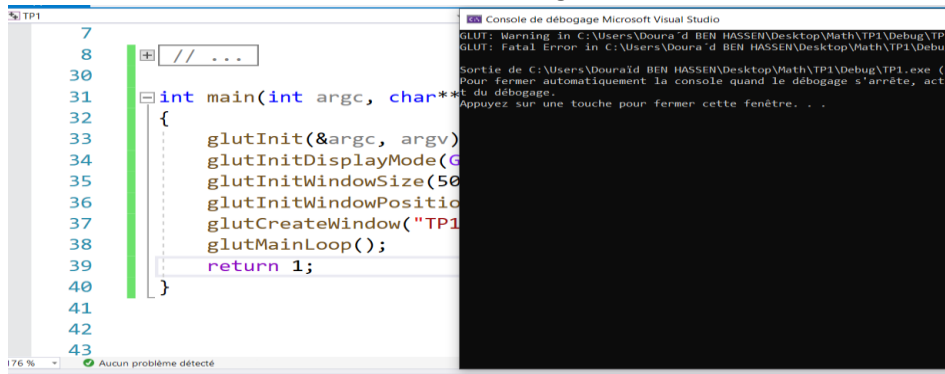 TP1
7
8 // ...
30
31 int main(int argc, char**
32 {
33 glutInit(&argc, argv)
34 glutInitDisplayMode(G
35 glutInitWindowSize(50
36 glutInitWindowPositio
37 glutCreateWindow("TP1
38 glutMainLoop();
39 return 1;
40 }
41
42
43
176 % Aucun problème détecté
Console de débogage Microsoft Visual Studio
GLUT: Warning in C:\Users\Doura´d BEN HASSEN\Desktop\Math\TP1\Debug\TP
GLUT: Fatal Error in C:\Users\Doura´d BEN HASSEN\Desktop\Math\TP1\Debu
Sortie de C:\Users\Douraïd BEN HASSEN\Desktop\Math\TP1\Debug\TP1.exe (
Pour fermer automatiquement la console quand le débogage s'arrête, act
t du débogage.
Appuyez sur une touche pour fermer cette fenêtre. . .